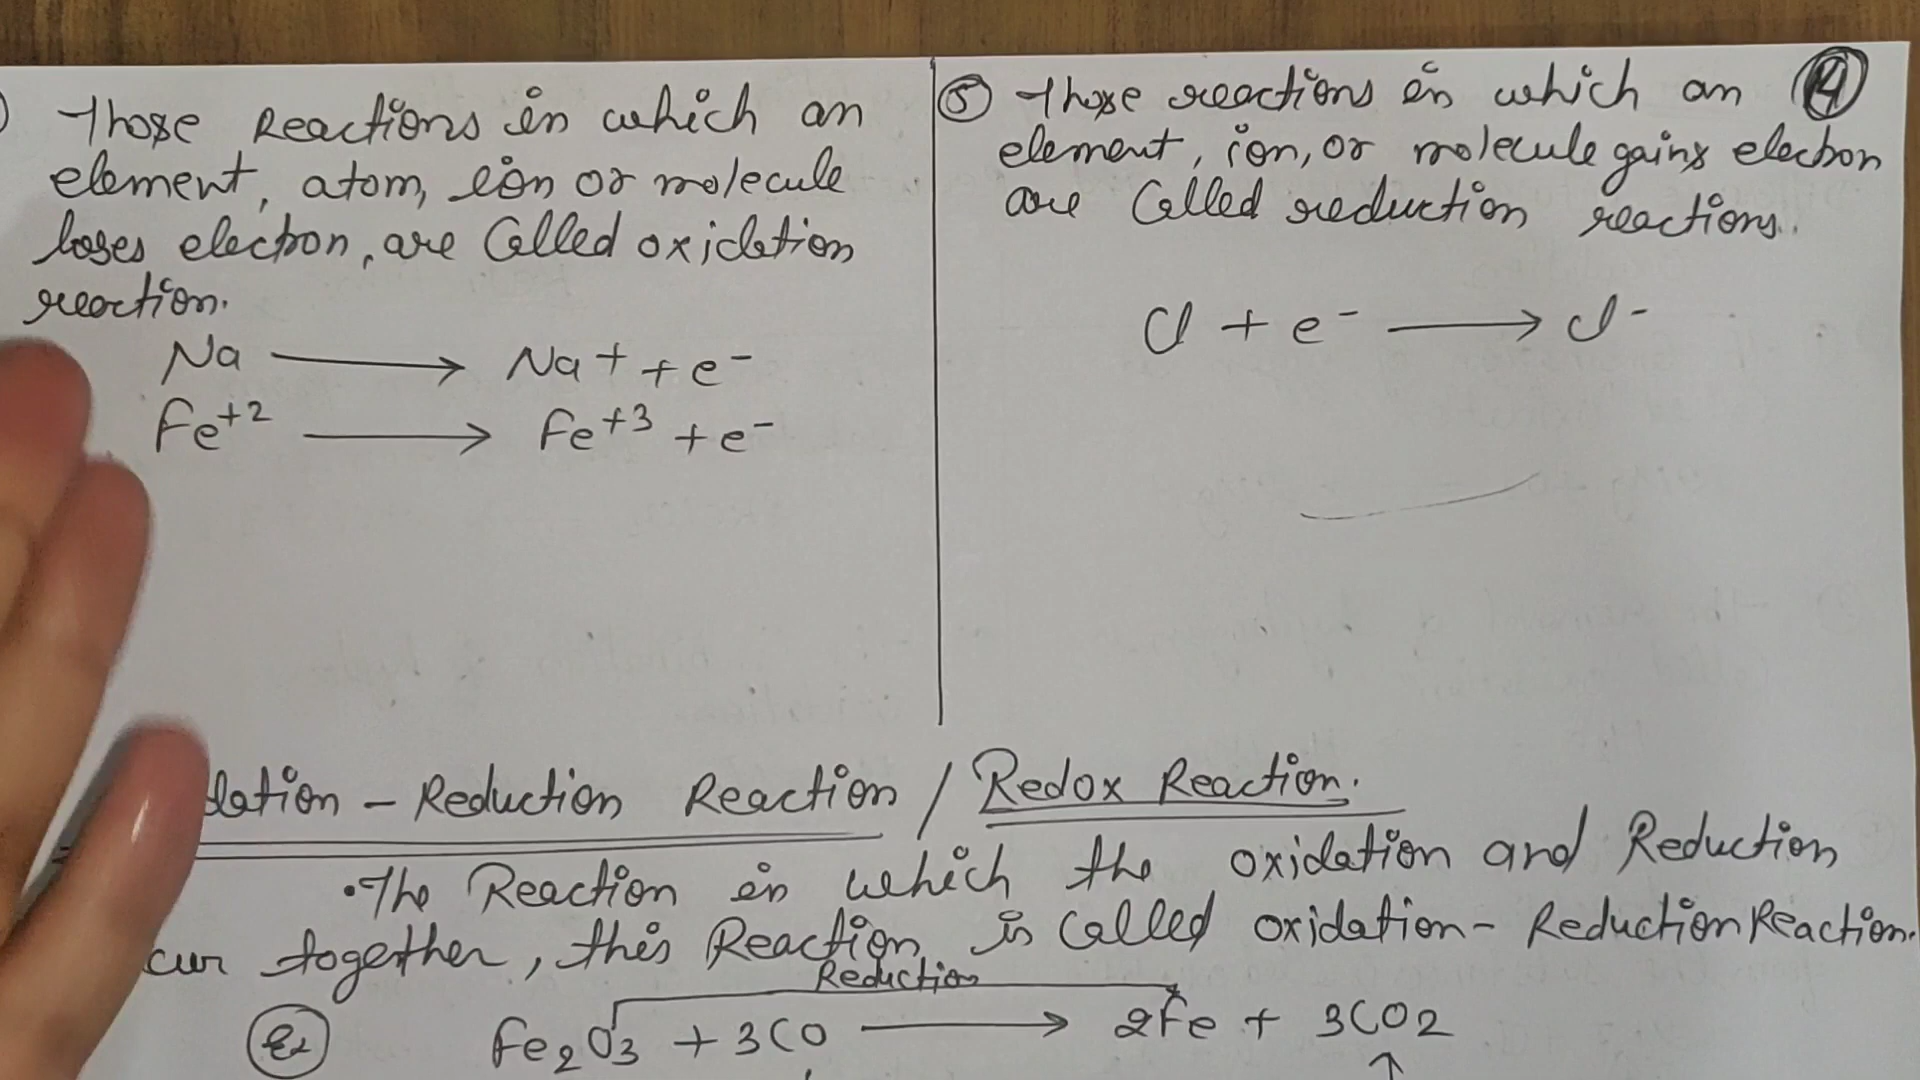 Those Reactions in which an
element, atom, ion or molecule
loses electron, are Called oxidation
reaction.
Na ⟶ Na+ + e-
Fe+2 ⟶ Fe+3 + e-
⑤ those reactions in which an
element, ion, or molecule gains electron
are Called reduction reactions.
Cl + e- ⟶ Cl-
④
dation - Reduction Reaction / Redox Reaction.
•The Reaction in which the oxidation and Reduction
cur together, this Reaction is Called oxidation - Reduction Reaction.
Reduction
Ex Fe2O3 + 3CO ⟶ 2Fe + 3CO2